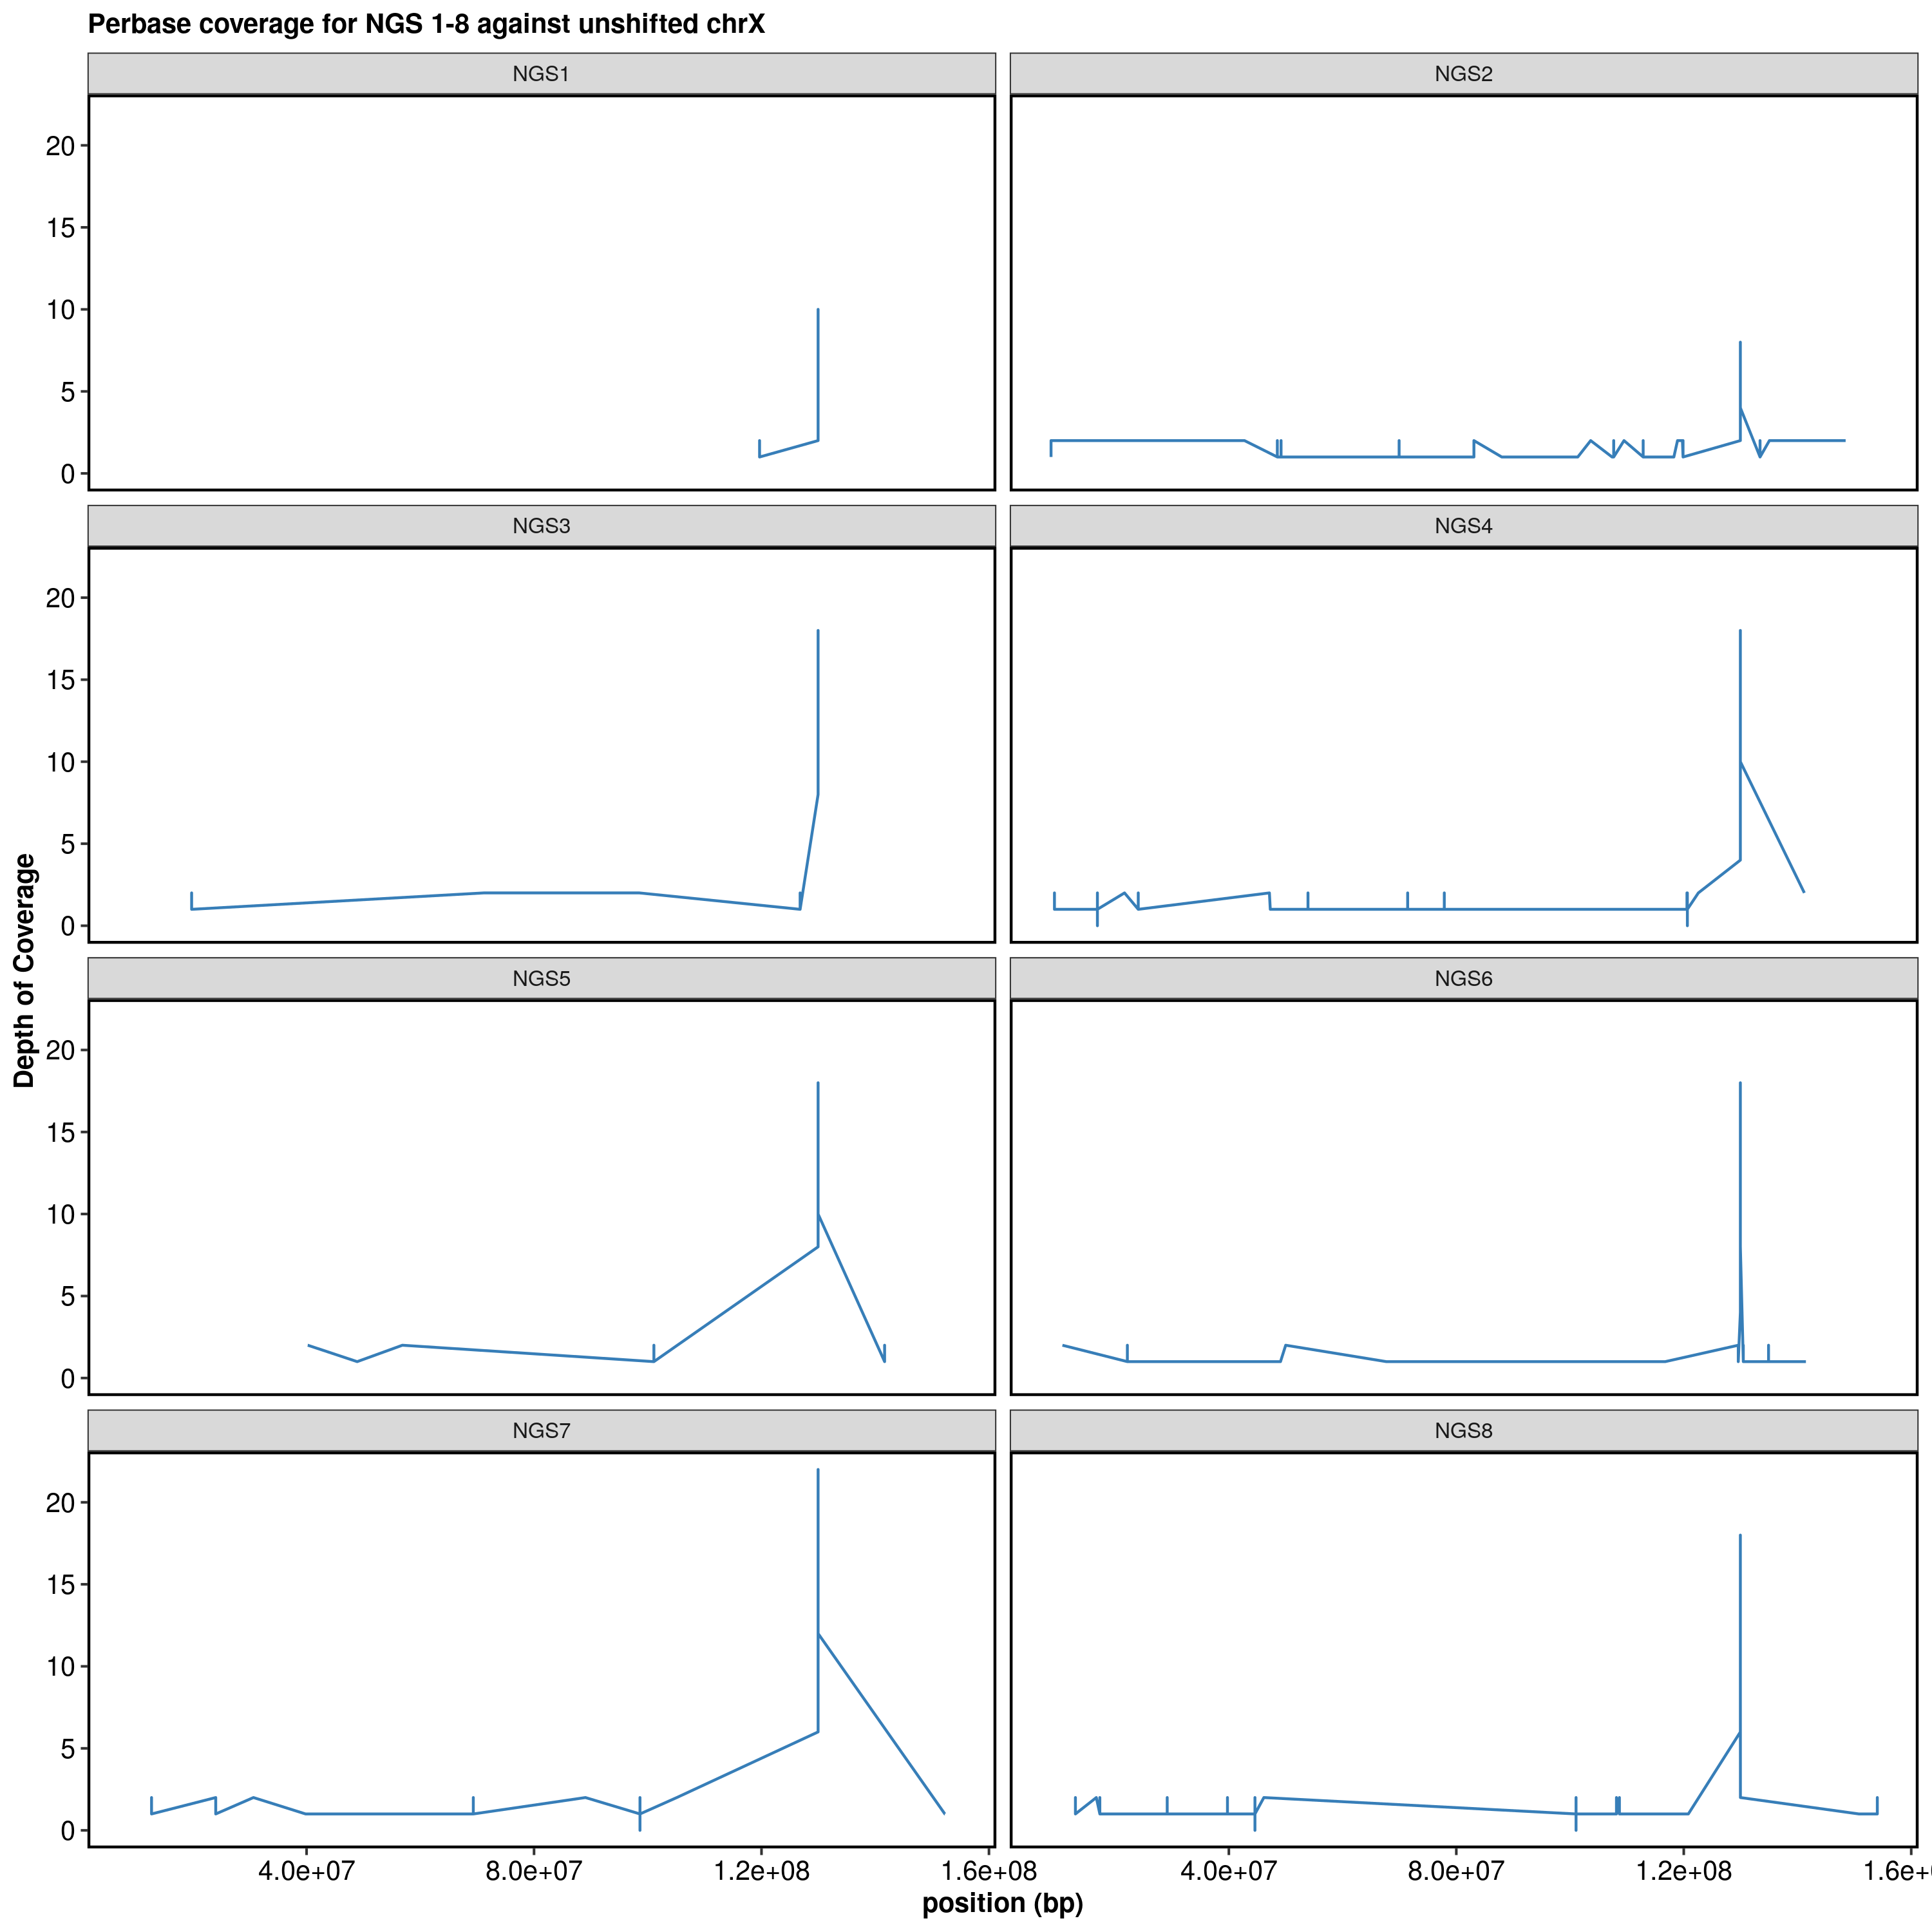 Perbase coverage for NGS 1-8 against unshifted chrX
NGS1
NGS2
20
15
10
5
0
NGS3
NGS4
20
15
10
5
0
Depth of Coverage
NGS5
NGS6
20
15
10
5
0
NGS7
NGS8
20
15
10
5
0
4.0e+07 8.0e+07 1.2e+08 1.6e+08 4.0e+07 8.0e+07 1.2e+08 1.6e+
position (bp)